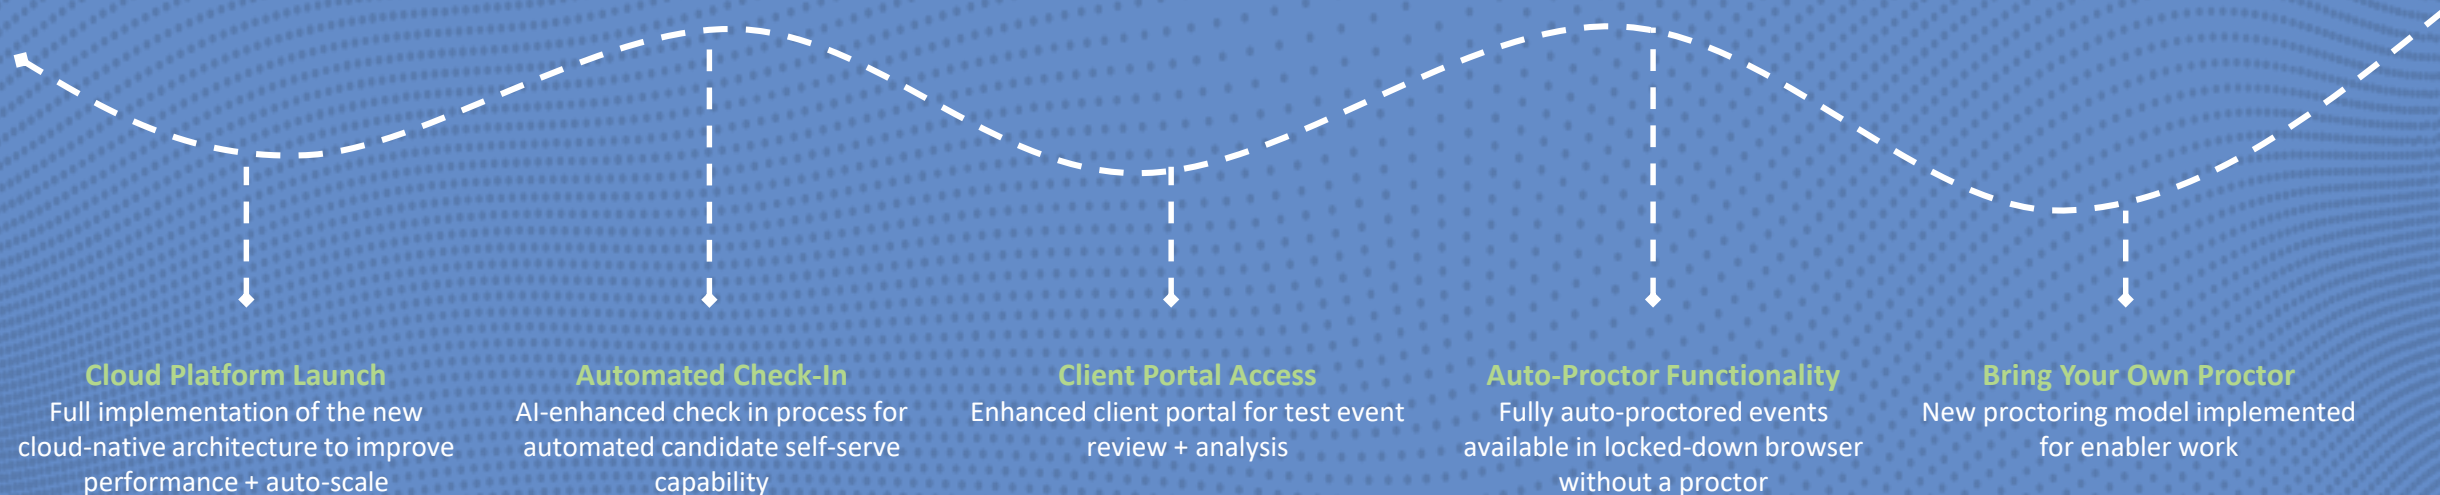 Cloud Platform Launch
Full implementation of the new
cloud-native architecture to improve
performance + auto-scale
Automated Check-In
AI-enhanced check in process for
automated candidate self-serve
capability
Client Portal Access
Enhanced client portal for test event
review + analysis
Auto-Proctor Functionality
Fully auto-proctored events
available in locked-down browser
without a proctor
Bring Your Own Proctor
New proctoring model implemented
for enabler work